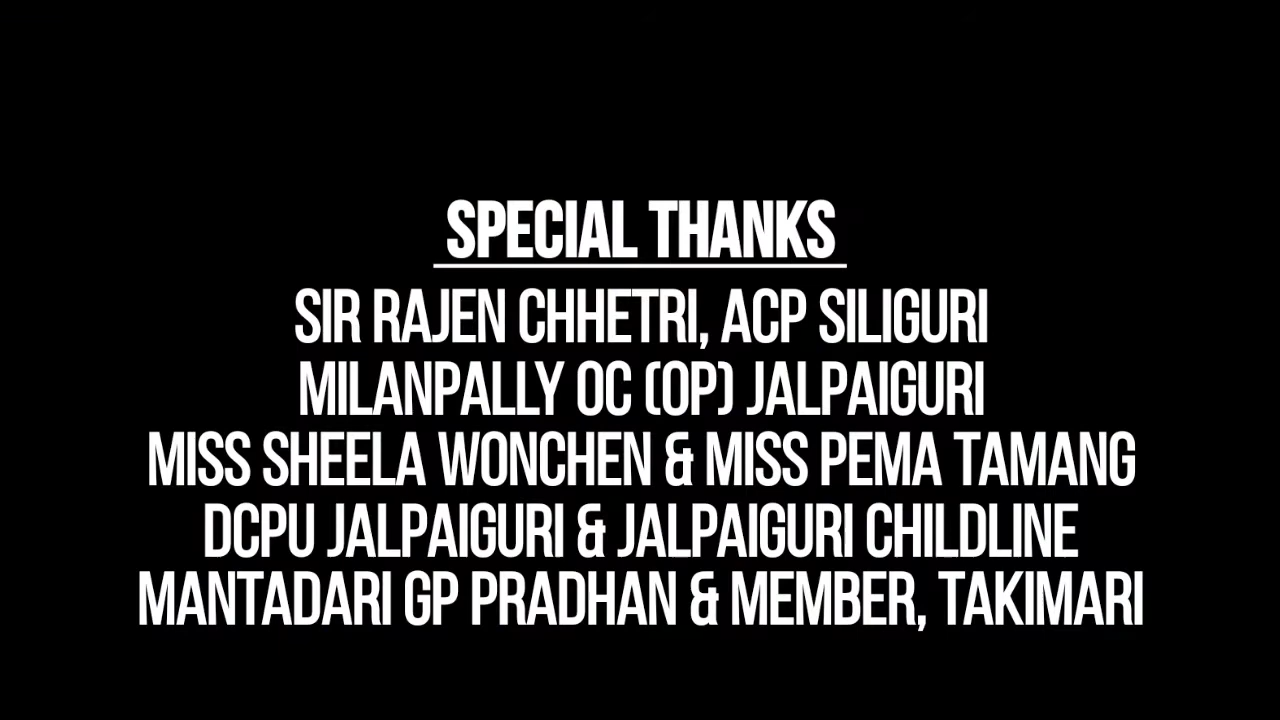 SPECIAL THANKS
SIR RAJEN CHHETRI, ACP SILIGURI
MILANPALLY OC (OP) JALPAIGURI
MISS SHEELA WONCHEN & MISS PEMA TAMANG
DCPU JALPAIGURI & JALPAIGURI CHILDLINE
MANTADARI GP PRADHAN & MEMBER, TAKIMARI